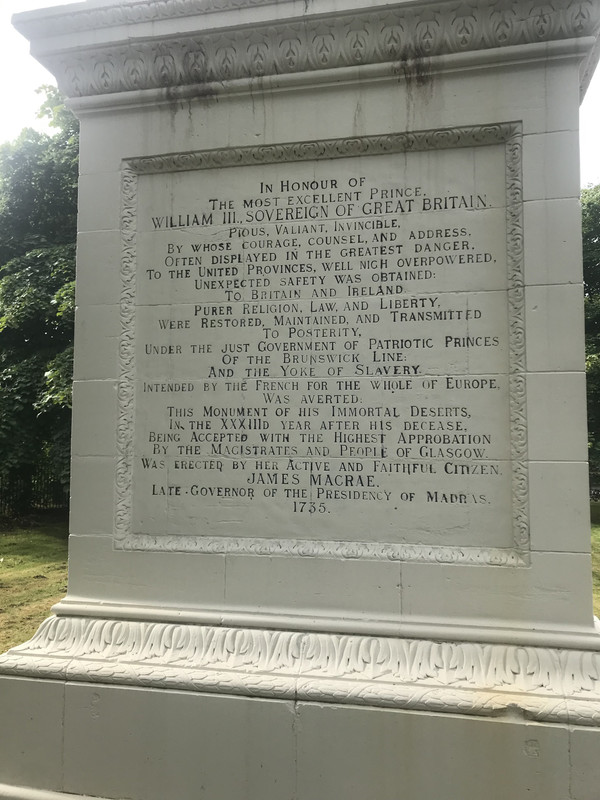 IN HONOUR OF
THE MOST EXCELLENT PRINCE.
WILLIAM III., SOVEREIGN OF GREAT BRITAIN.
PIOUS, VALIANT, INVINCIBLE,
BY WHOSE COURAGE, COUNSEL, AND ADDRESS,
OFTEN DISPLAYED IN THE GREATEST DANGER.
TO THE UNITED PROVINCES, WELL NIGH OVERPOWERED,
UNEXPECTED SAFETY WAS OBTAINED:
TO BRITAIN AND IRELAND
PURER RELIGION, LAW, AND LIBERTY,
WERE RESTORED, MAINTAINED, AND TRANSMITTED
TO POSTERITY,
UNDER THE JUST GOVERNMENT OF PATRIOTIC PRINCES
OF THE BRUNSWICK LINE:
AND THE YOKE OF SLAVERY
INTENDED BY THE FRENCH FOR THE WHOLE OF EUROPE,
WAS AVERTED:
THIS MONUMENT OF HIS IMMORTAL DESERTS,
IN THE XXXIIID YEAR AFTER HIS DECEASE,
BEING ACCEPTED WITH THE HIGHEST APPROBATION
BY THE MAGISTRATES AND PEOPLE OF GLASGOW.
WAS ERECTED BY HER ACTIVE AND FAITHFUL CITIZEN.
JAMES MACRAE.
LATE GOVERNOR OF THE PRESIDENCY OF MADRAS.
1735.